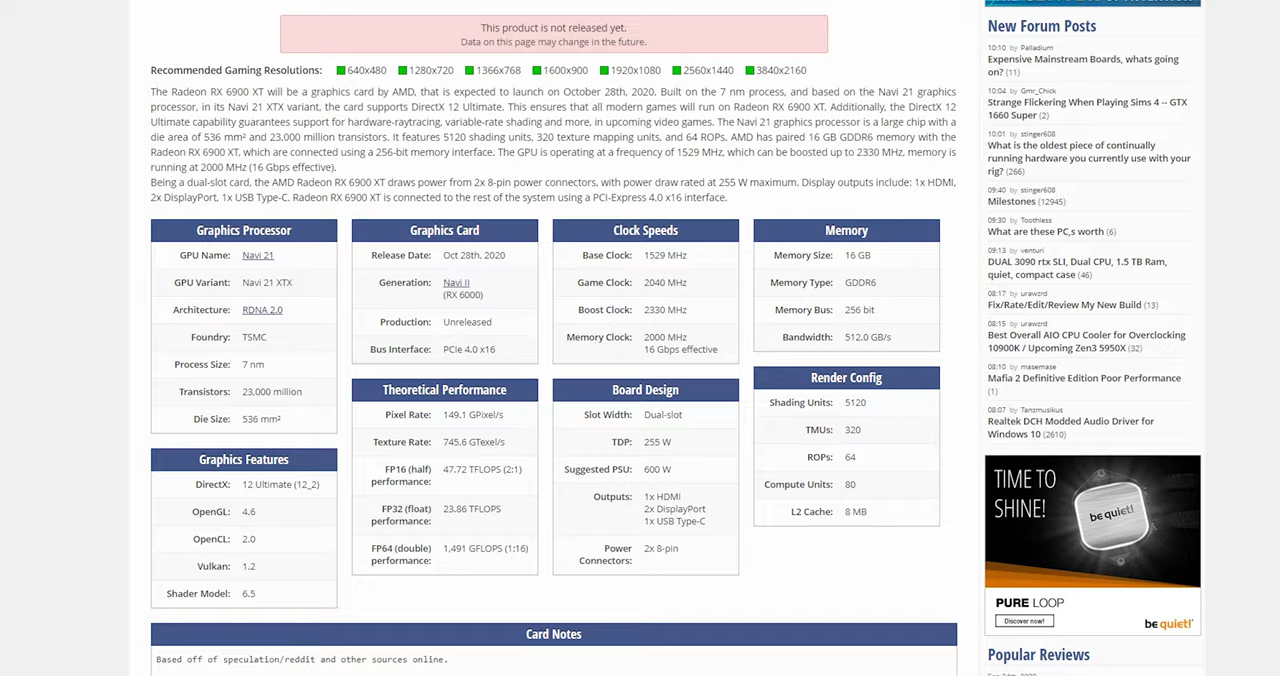 This product is not released yet.
Data on this page may change in the future.
Recommended Gaming Resolutions: 640x480 1280x720 1366x768 1600x900 1920x1080 2560x1440 3840x2160
The Radeon RX 6900 XT will be a graphics card by AMD, that is expected to launch on October 28th, 2020. Built on the 7 nm process, and based on the Navi 21 graphics
processor, in its Navi 21 XTX variant, the card supports DirectX 12 Ultimate. This ensures that all modern games will run on Radeon RX 6900 XT. Additionally, the DirectX 12
Ultimate capability guarantees support for hardware-raytracing, variable-rate shading and more, in upcoming video games. The Navi 21 graphics processor is a large chip with a
die area of 536 mm² and 23,000 million transistors. It features 5120 shading units, 320 texture mapping units, and 64 ROPs. AMD has paired 16 GB GDDR6 memory with the
Radeon RX 6900 XT, which are connected using a 256-bit memory interface. The GPU is operating at a frequency of 1529 MHz, which can be boosted up to 2330 MHz, memory is
running at 2000 MHz (16 Gbps effective).
Being a dual-slot card, the AMD Radeon RX 6900 XT draws power from 2x 8-pin power connectors, with power draw rated at 255 W maximum. Display outputs include: 1x HDMI,
2x DisplayPort, 1x USB Type-C. Radeon RX 6900 XT is connected to the rest of the system using a PCI-Express 4.0 x16 interface.
Graphics Processor
GPU Name: Navi 21
GPU Variant: Navi 21 XTX
Architecture: RDNA 2.0
Foundry: TSMC
Process Size: 7 nm
Transistors: 23,000 million
Die Size: 536 mm²
Graphics Features
DirectX: 12 Ultimate (12_2)
OpenGL: 4.6
OpenCL: 2.0
Vulkan: 1.2
Shader Model: 6.5
Graphics Card
Release Date: Oct 28th, 2020
Generation: Navi II
(RX 6000)
Production: Unreleased
Bus Interface: PCIe 4.0 x16
Theoretical Performance
Pixel Rate: 149.1 GPixel/s
Texture Rate: 745.6 GTexel/s
FP16 (half) 47.72 TFLOPS (2:1)
performance:
FP32 (float) 23.86 TFLOPS
performance:
FP64 (double) 1,491 GFLOPS (1:16)
performance:
Clock Speeds
Base Clock: 1529 MHz
Game Clock: 2040 MHz
Boost Clock: 2330 MHz
Memory Clock: 2000 MHz
16 Gbps effective
Board Design
Slot Width: Dual-slot
TDP: 255 W
Suggested PSU: 600 W
Outputs: 1x HDMI
2x DisplayPort
1x USB Type-C
Power 2x 8-pin
Connectors:
Memory
Memory Size: 16 GB
Memory Type: GDDR6
Memory Bus: 256 bit
Bandwidth: 512.0 GB/s
Render Config
Shading Units: 5120
TMUs: 320
ROPs: 64
Compute Units: 80
L2 Cache: 8 MB
Card Notes
Based off of speculation/reddit and other sources online.
New Forum Posts
10:10 by Palladium
Expensive Mainstream Boards, whats going
on? (11)
10:04 by Gmr_Chick
Strange Flickering When Playing Sims 4 -- GTX
1660 Super (2)
10:01 by stinger608
What is the oldest piece of continually
running hardware you currently use with your
rig? (266)
09:40 by stinger608
Milestones (12945)
09:30 by Toothless
What are these PC,s worth (6)
09:13 by venturi
DUAL 3090 rtx SLI, Dual CPU, 1.5 TB Ram,
quiet, compact case (46)
08:17 by urawzrd
Fix/Rate/Edit/Review My New Build (13)
08:15 by urawzrd
Best Overall AIO CPU Cooler for Overclocking
10900K / Upcoming Zen3 5950X (32)
08:10 by masemase
Mafia 2 Definitive Edition Poor Performance
(1)
08:07 by Tanzmusikus
Realtek DCH Modded Audio Driver for
Windows 10 (2610)
TIME TO
SHINE!
be quiet!
PURE LOOP
Discover now!
be quiet!
Popular Reviews